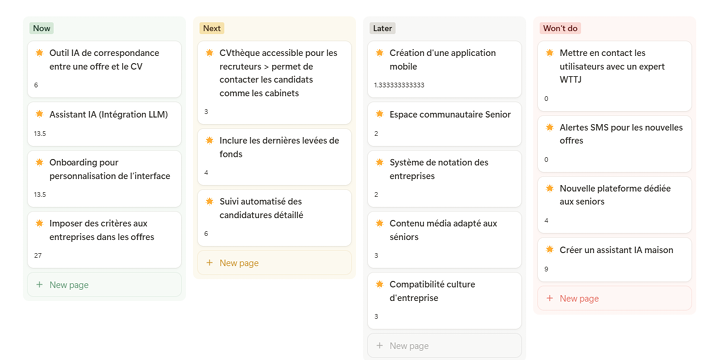 Now
Outil IA de correspondance
entre une offre et le CV
6
Assistant IA (Intégration LLM)
13.5
Onboarding pour
personnalisation de l'interface
13.5
Imposer des critères aux
entreprises dans les offres
27
+ New page
Next
CVthèque accessible pour les
recruteurs > permet de
contacter les candidats
comme les cabinets
3
Inclure les dernières levées de
fonds
4
Suivi automatisé des
candidatures détaillé
6
+ New page
Later
Création d'une application
mobile
1.333333333333
Espace communautaire Senior
2
Système de notation des
entreprises
2
Contenu média adapté aux
séniors
3
Compatibilité culture
d'entreprise
3
+ New page
Won't do
Mettre en contact les
utilisateurs avec un expert
WTTJ
0
Alertes SMS pour les nouvelles
offres
0
Nouvelle plateforme dédiée
aux seniors
4
Créer un assistant IA maison
9
+ New page